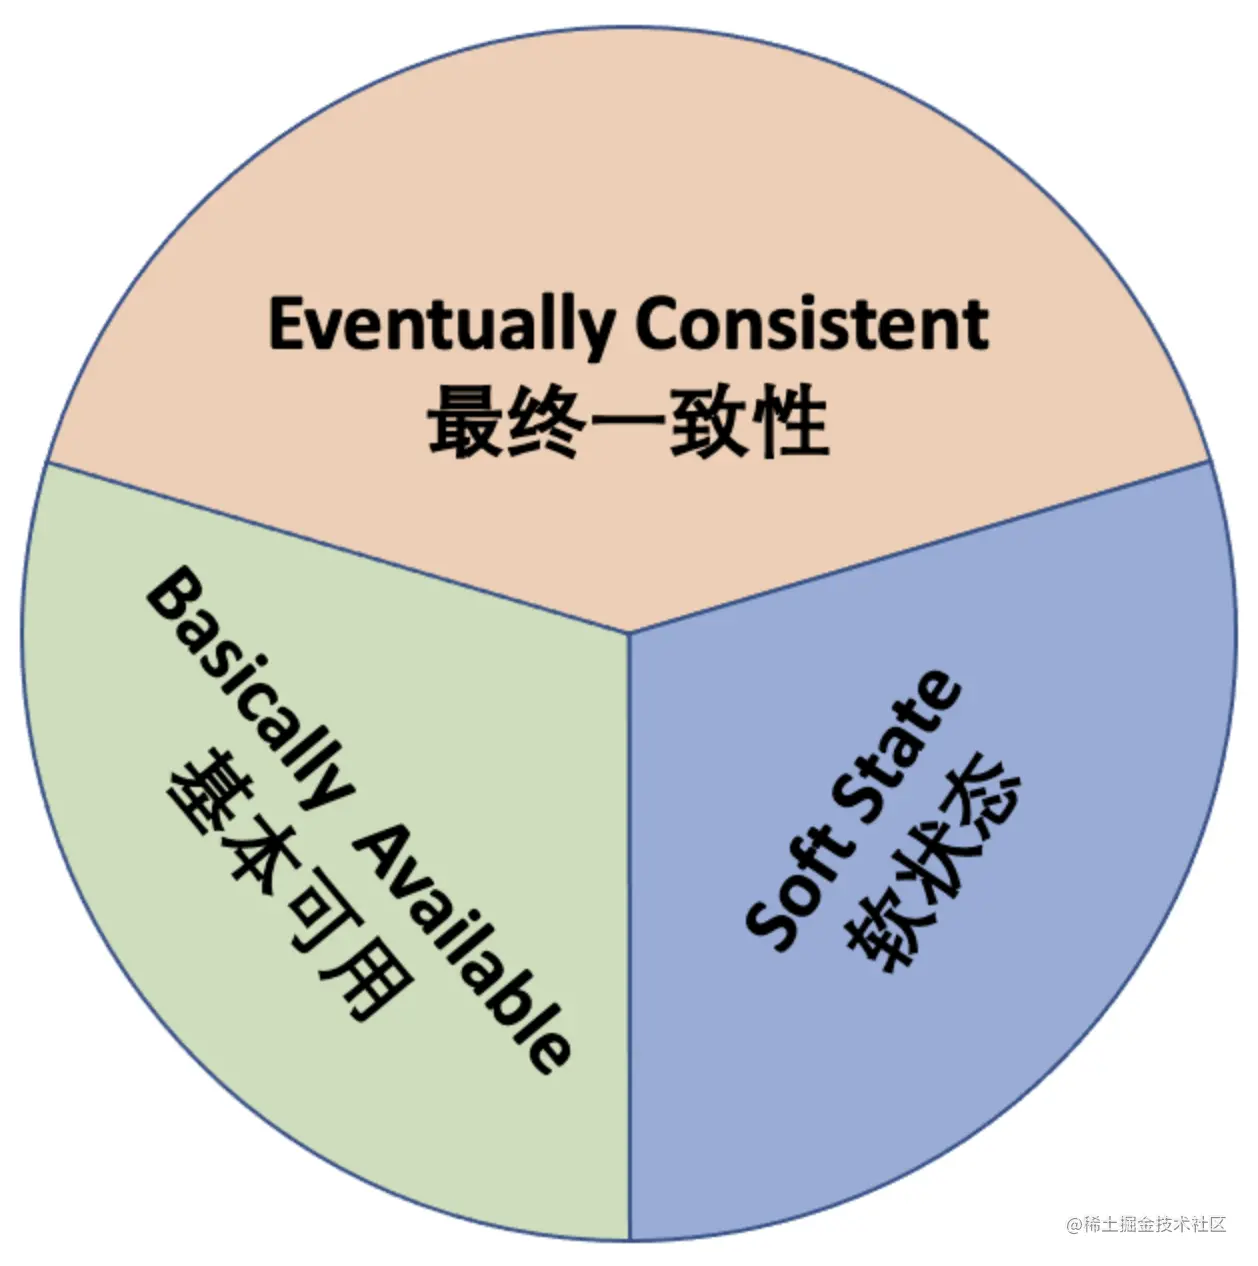 Eventually Consistent
最终一致性
Basically Available
基本可用
Soft State
软状态
@稀土掘金技术社区